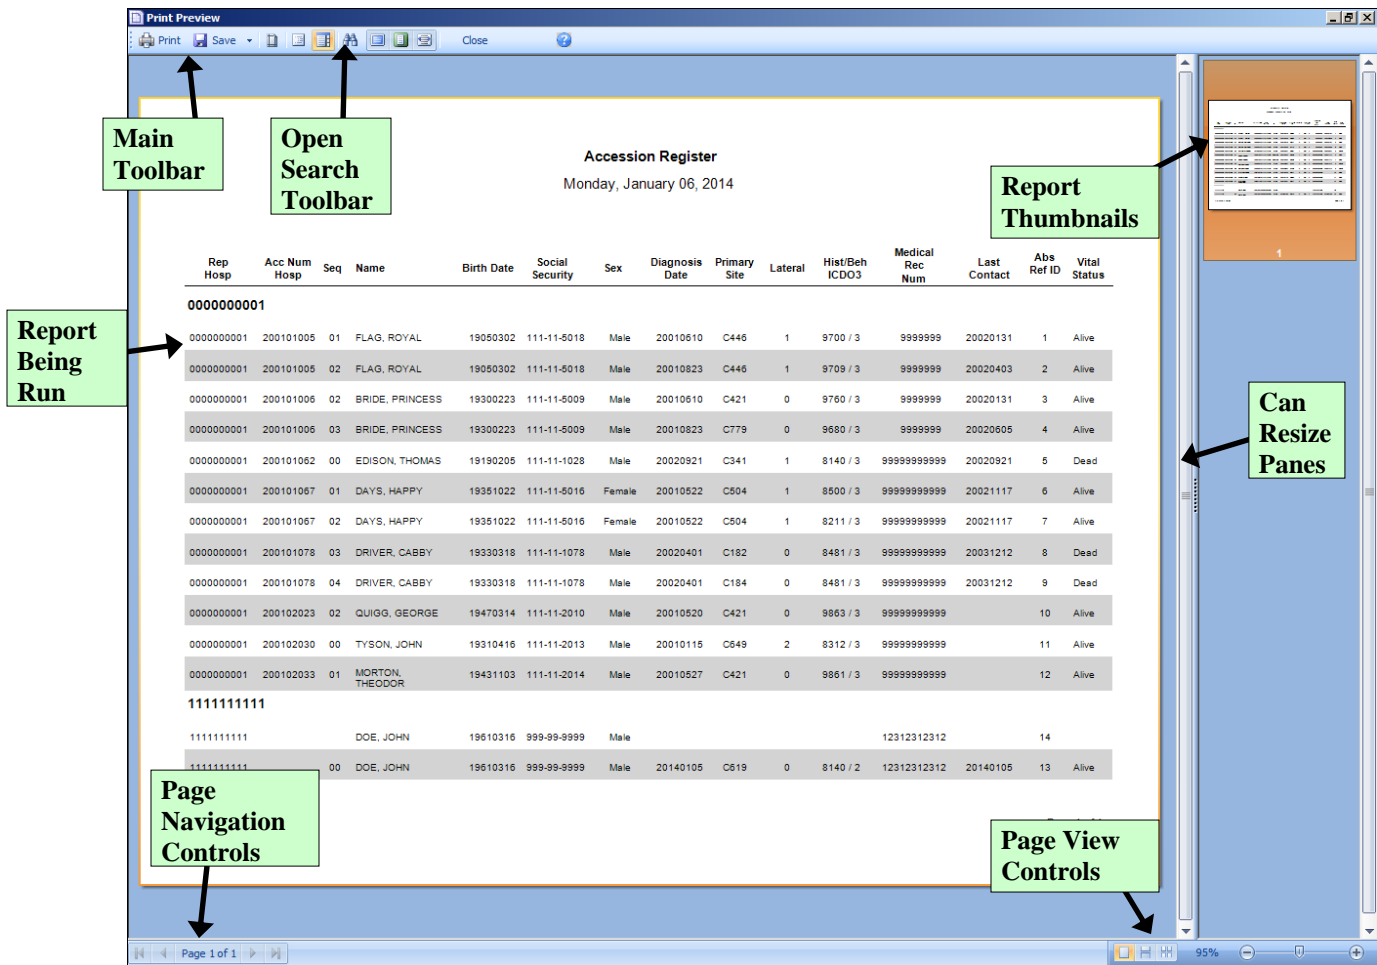 Print Preview
Print Save Close
Main
Toolbar
Open
Search
Toolbar
Accession Register
Monday, January 06, 2014
Report
Thumbnails
1
Rep Hosp Acc Num Hosp Seq Name Birth Date Social Security Sex Diagnosis Date Primary Site Lateral Hist/Beh ICDO3 Medical Rec Num Last Contact Abs Ref ID Vital Status
0000000001
Report
Being
Run
0000000001 200101005 01 FLAG, ROYAL 19050302 111-11-5018 Male 20010610 C446 1 9700 / 3 9999999 20020131 1 Alive
0000000001 200101005 02 FLAG, ROYAL 19050302 111-11-5018 Male 20010823 C446 1 9709 / 3 9999999 20020403 2 Alive
0000000001 200101006 02 BRIDE, PRINCESS 19300223 111-11-5009 Male 20010610 C421 0 9760 / 3 9999999 20020131 3 Alive
0000000001 200101006 03 BRIDE, PRINCESS 19300223 111-11-5009 Male 20010823 C779 0 9680 / 3 9999999 20020605 4 Alive
0000000001 200101062 00 EDISON, THOMAS 19190205 111-11-1028 Male 20020921 C341 1 8140 / 3 99999999999 20020921 5 Dead
0000000001 200101067 01 DAYS, HAPPY 19351022 111-11-5016 Female 20010522 C504 1 8500 / 3 99999999999 20021117 6 Alive
0000000001 200101067 02 DAYS, HAPPY 19351022 111-11-5016 Female 20010522 C504 1 8211 / 3 99999999999 20021117 7 Alive
0000000001 200101078 03 DRIVER, CABBY 19330318 111-11-1078 Male 20020401 C182 0 8481 / 3 99999999999 20031212 8 Dead
0000000001 200101078 04 DRIVER, CABBY 19330318 111-11-1078 Male 20020401 C184 0 8481 / 3 99999999999 20031212 9 Dead
0000000001 200102023 02 QUIGG, GEORGE 19470314 111-11-2010 Male 20010520 C421 0 9863 / 3 99999999999 10 Alive
0000000001 200102030 00 TYSON, JOHN 19310416 111-11-2013 Male 20010115 C649 2 8312 / 3 99999999999 11 Alive
0000000001 200102033 01 MORTON, THEODOR 19431103 111-11-2014 Male 20010527 C421 0 9861 / 3 99999999999 12 Alive
Can
Resize
Panes
1111111111
1111111111 DOE, JOHN 19610316 999-99-9999 Male 12312312312 14
1111111111 00 DOE, JOHN 19610316 999-99-9999 Male 20140105 C619 0 8140 / 2 12312312312 20140105 13 Alive
Page
Navigation
Controls
Page View
Controls
Page 1 of 1
95%